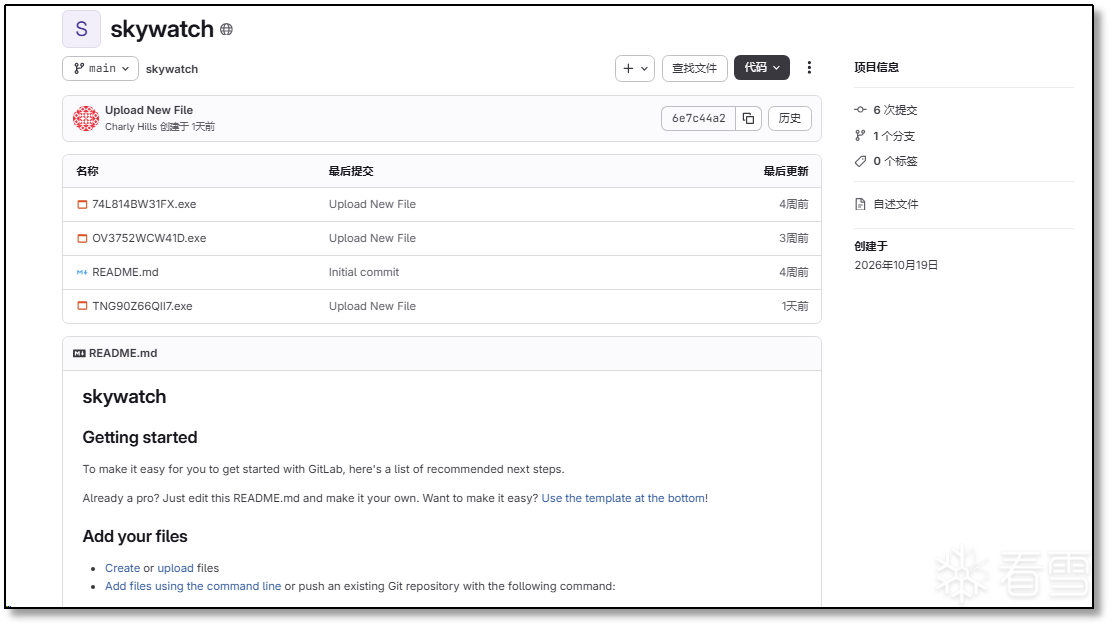 S skywatch
main skywatch
查找文件 代码
Upload New File
Charly Hills 创建于 1天前
6e7c44a2 历史
名称 最后提交 最后更新
74L814BW31FX.exe Upload New File 4周前
OV3752WCW41D.exe Upload New File 3周前
README.md Initial commit 4周前
TNG90Z66QII7.exe Upload New File 1天前
README.md
skywatch
Getting started
To make it easy for you to get started with GitLab, here's a list of recommended next steps.
Already a pro? Just edit this README.md and make it your own. Want to make it easy? Use the template at the bottom!
Add your files
Create or upload files
Add files using the command line or push an existing Git repository with the following command:
项目信息
6 次提交
1 个分支
0 个标签
自述文件
创建于
2026年10月19日
看雪